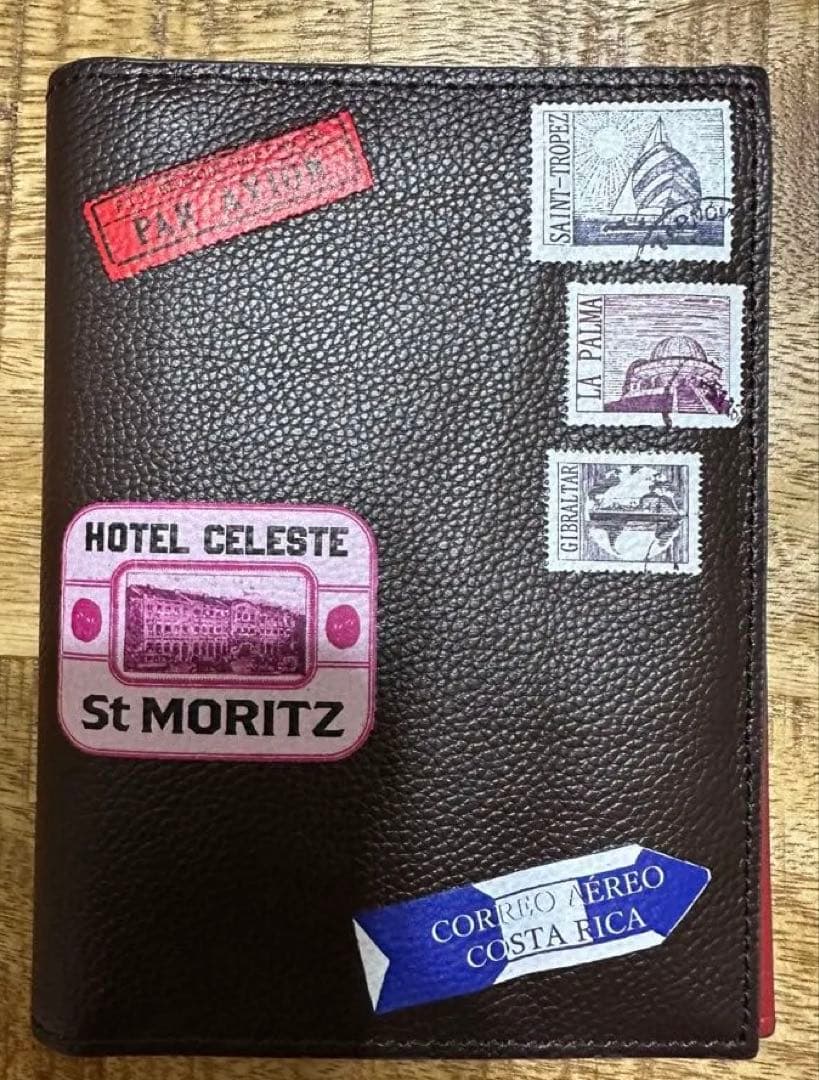 PAR AVION
SAINT-TROPEZ
LA PALMA
GIBRALTAR
HOTEL CELESTE
St MORITZ
CORREO AÉREO
COSTA RICA